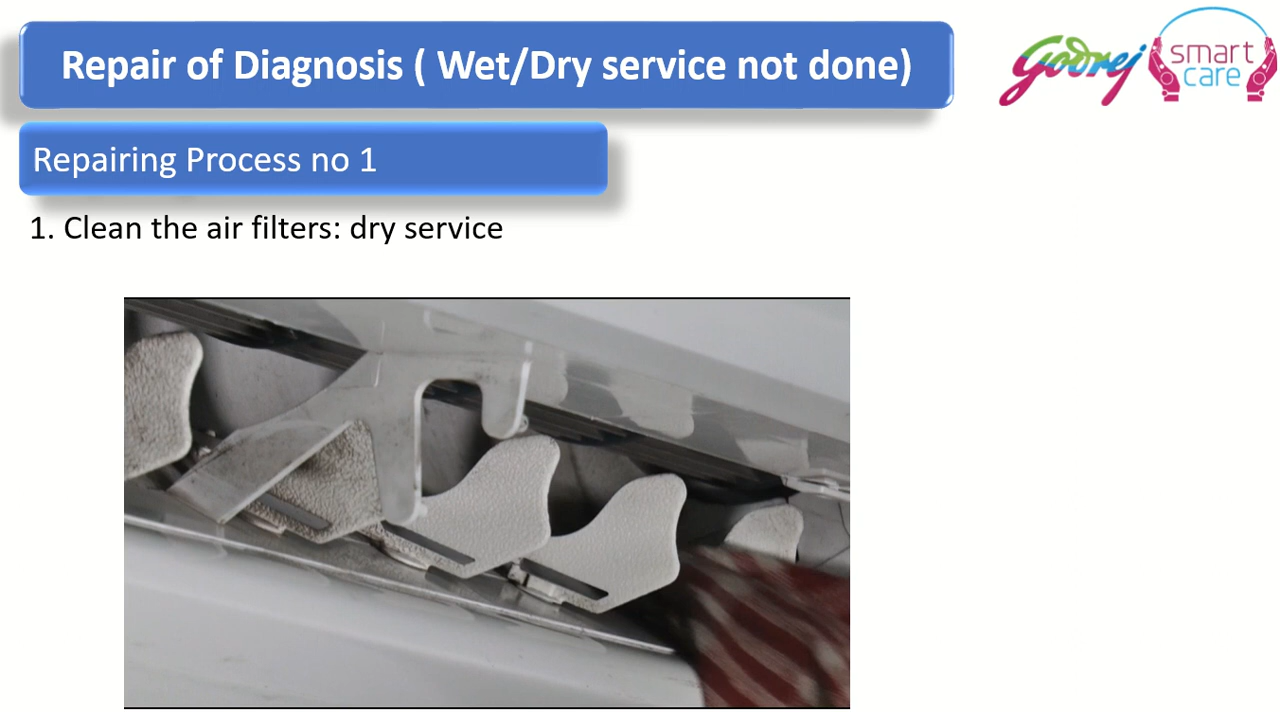 Repair of Diagnosis ( Wet/Dry service not done)
Godrej smart care
Repairing Process no 1
1. Clean the air filters: dry service